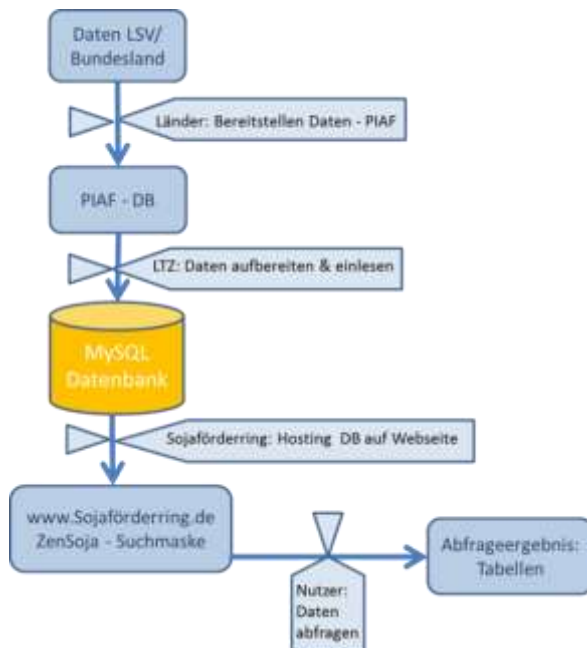 Daten LSV/
Bundesland
Länder: Bereitstellen Daten - PIAF
PIAF - DB
LTZ: Daten aufbereiten & einlesen
MySQL
Datenbank
Sojaförderring: Hosting DB auf Webseite
www.Sojaförderring.de
ZenSoja - Suchmaske
Nutzer:
Daten
abfragen
Abfrageergebnis:
Tabellen